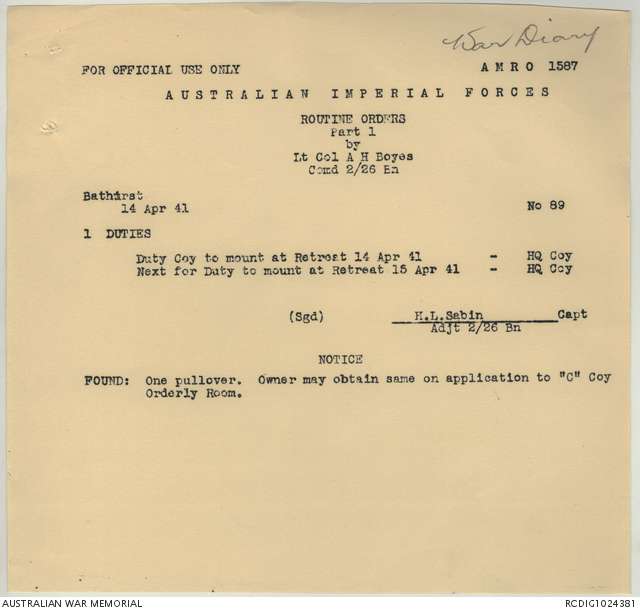 War Diary
FOR OFFICIAL USE ONLY AMRO 1587
AUSTRALIAN IMPERIAL FORCES
ROUTINE ORDERS
Part 1
by
Lt Col A H Boyes
Comd 2/26 Bn
Bathurst
14 Apr 41 No 89
1 DUTIES
Duty Coy to mount at Retreat 14 Apr 41 - HQ Coy
Next for Duty to mount at Retreat 15 Apr 41 - HQ Coy
(Sgd) H.L.Sabin Capt
Adjt 2/26 Bn
NOTICE
FOUND: One pullover. Owner may obtain same on application to "C" Coy
Orderly Room.
AUSTRALIAN WAR MEMORIAL RCDIG1024381